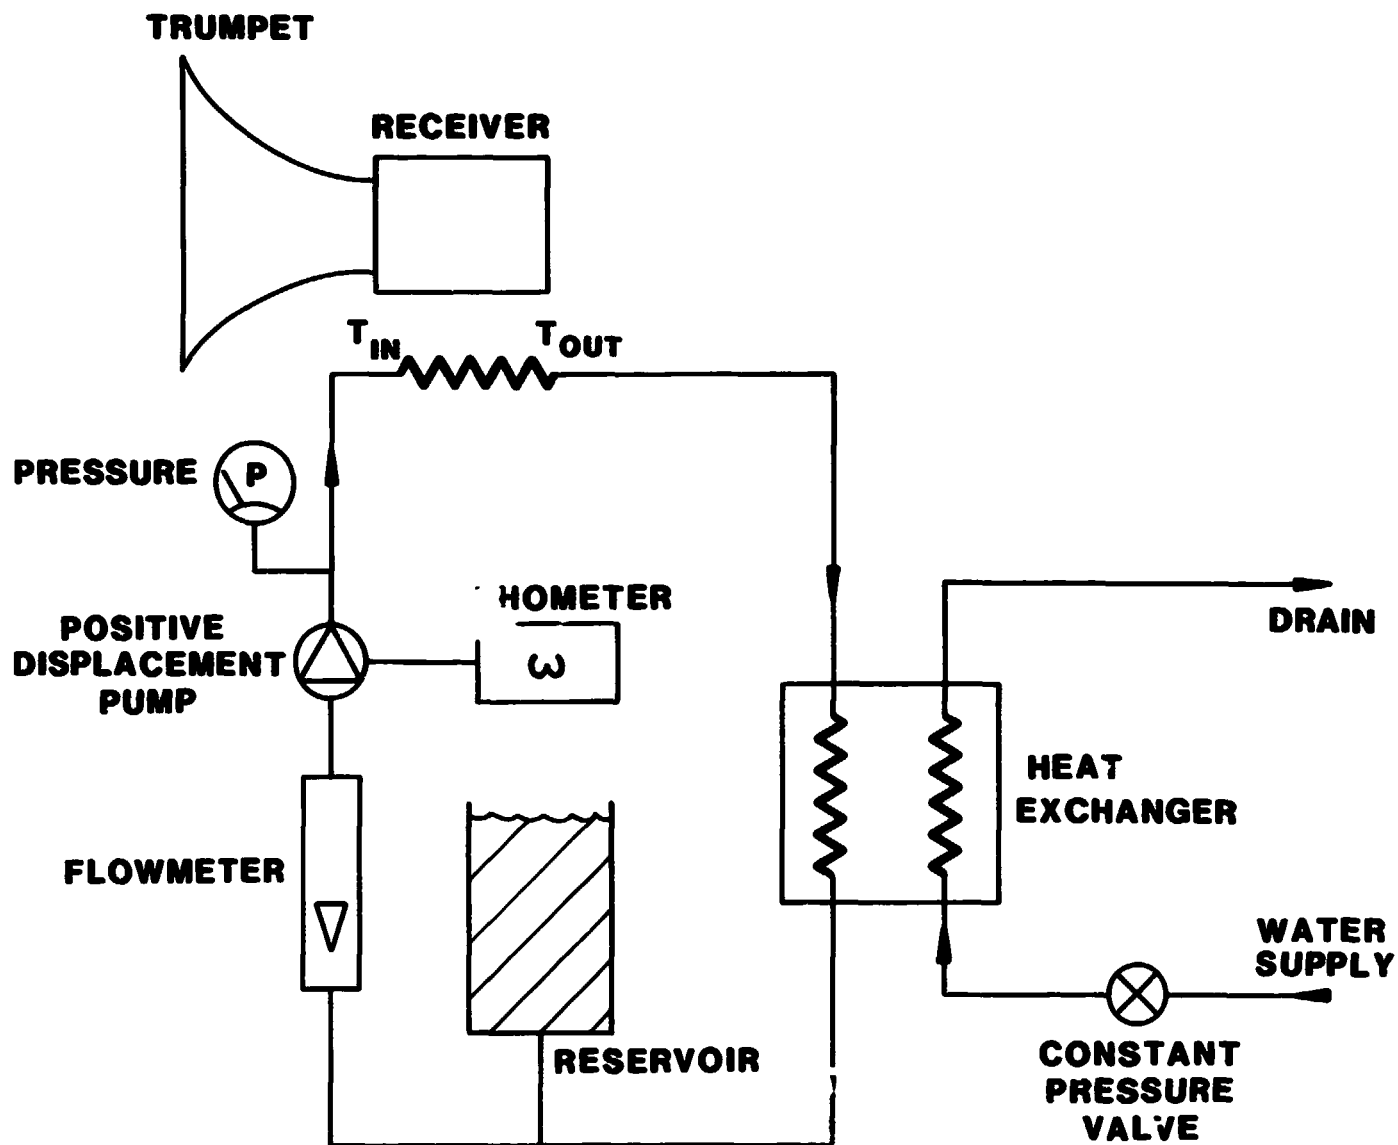 TRUMPET
RECEIVER
T IN
T OUT
PRESSURE
P
HOMETER
POSITIVE
DISPLACEMENT
PUMP
ω
DRAIN
HEAT
EXCHANGER
FLOWMETER
WATER
SUPPLY
RESERVOIR
CONSTANT
PRESSURE
VALVE